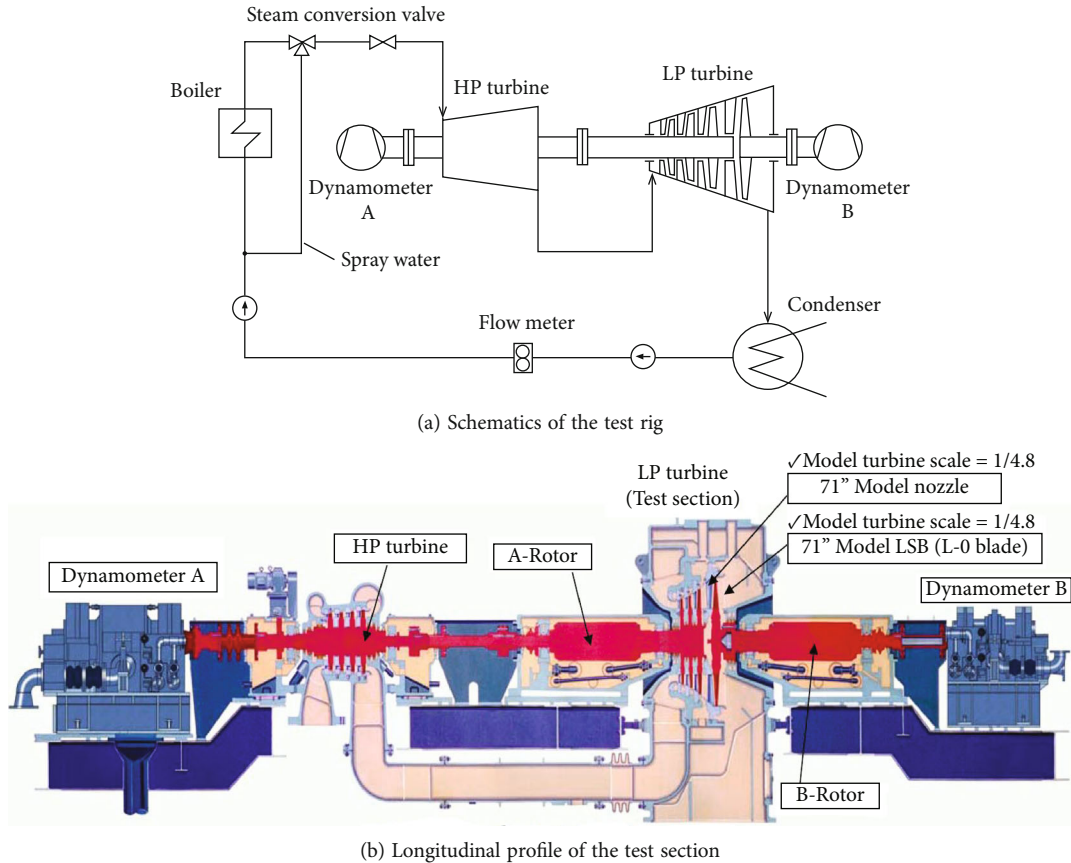 Steam conversion valve
HP turbine
LP turbine
Boiler
Dynamometer
A
Dynamometer
B
Spray water
Flow meter
Condenser
(a) Schematics of the test rig
✓Model turbine scale = 1/4.8
71” Model nozzle
LP turbine
(Test section)
✓Model turbine scale = 1/4.8
71” Model LSB (L-0 blade)
HP turbine
A-Rotor
Dynamometer A
Dynamometer B
B-Rotor
(b) Longitudinal profile of the test section